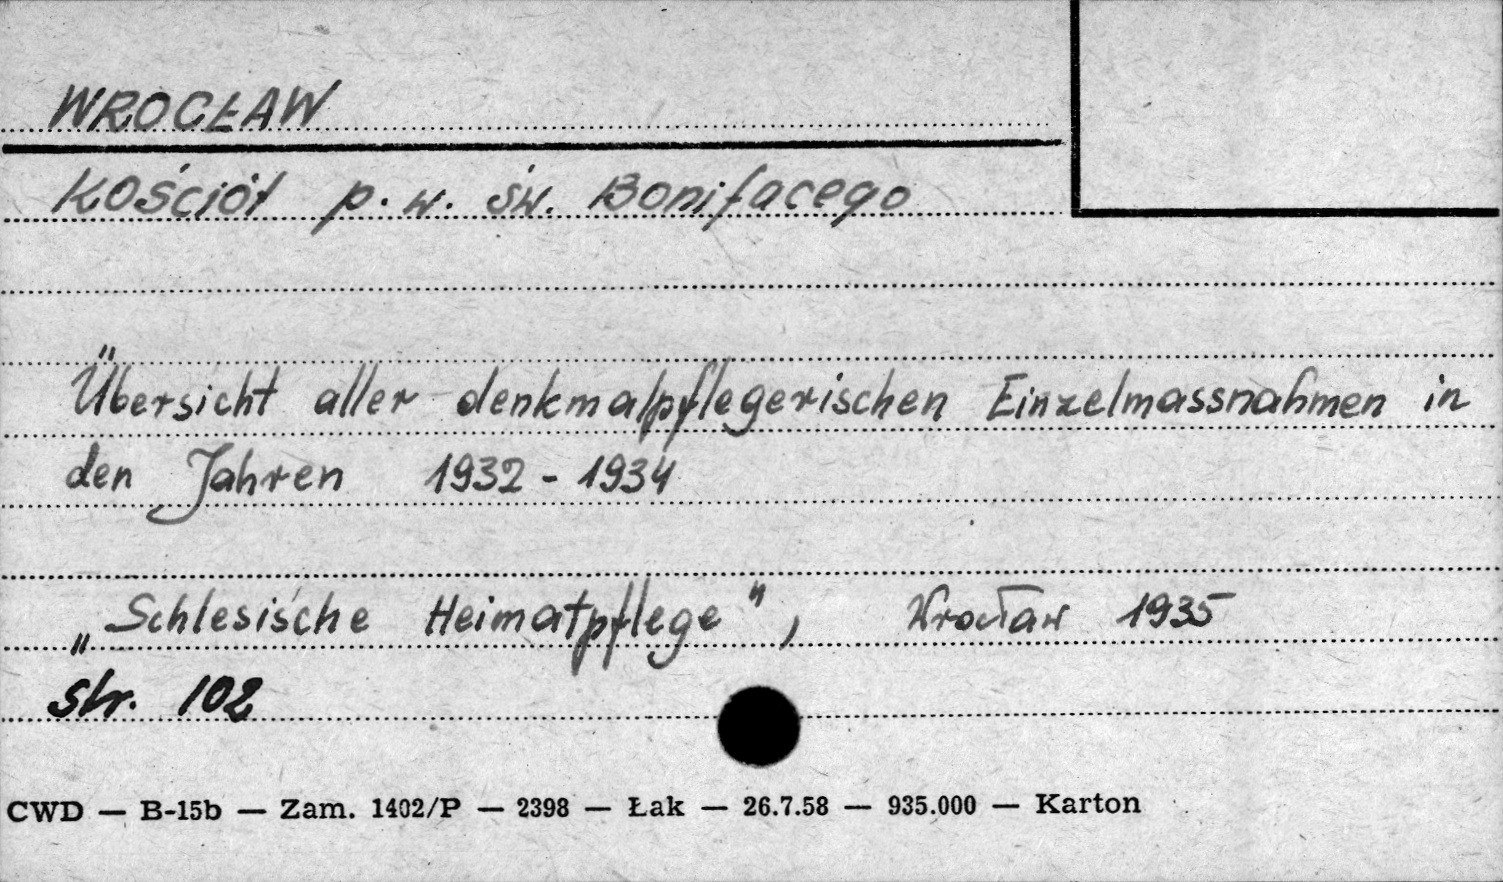 WROCŁAW
Kościół p.w. św. Bonifacego
Übersicht aller denkmalpflegerischen Einzelmassnahmen in
den Jahren 1932 - 1934
„Schlesische Heimatpflege", Wrocław 1935
str. 102
CWD — B-15b — Zam. 1402/P — 2398 — Łak — 26.7.58 — 935.000 — Karton